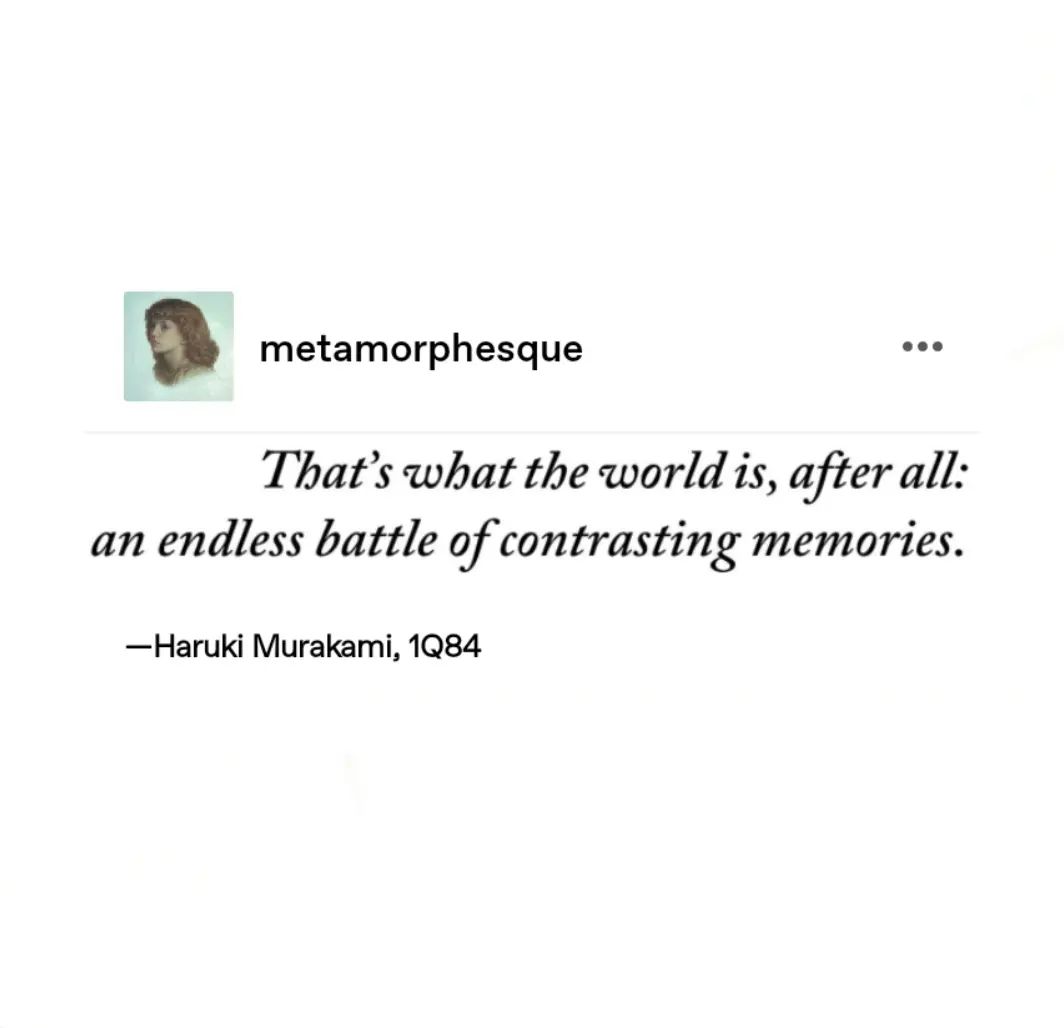 metamorphesque
That’s what the world is, after all:
an endless battle of contrasting memories.
—Haruki Murakami, 1Q84